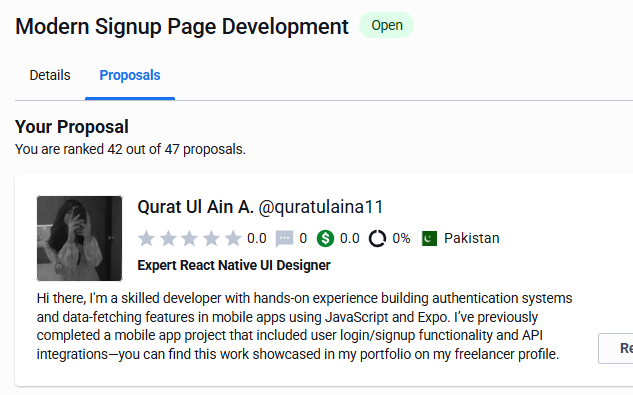 Modern Signup Page Development Open
Details Proposals
Your Proposal
You are ranked 42 out of 47 proposals.
Qurat Ul Ain A. @quratulaina11
0.0 0 0.0 0% Pakistan
Expert React Native UI Designer
Hi there, I'm a skilled developer with hands-on experience building authentication systems
and data-fetching features in mobile apps using JavaScript and Expo. I've previously
completed a mobile app project that included user login/signup functionality and API
integrations—you can find this work showcased in my portfolio on my freelancer profile.
Re